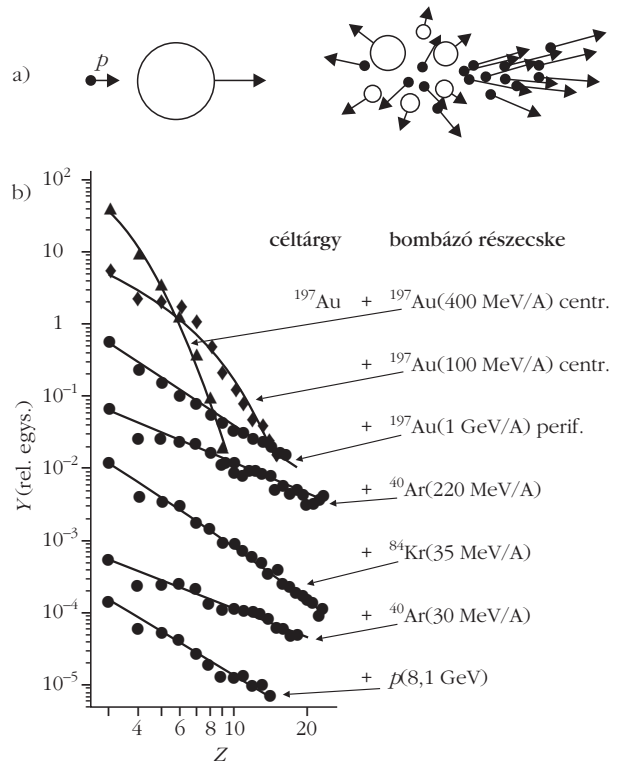 a)
p
b)
10²
10
1
10⁻¹
10⁻²
10⁻³
10⁻⁴
10⁻⁵
Y (rel. egys.)
4 6 8 10 20
Z
céltárgy bombázó részecske
¹⁹⁷Au + ¹⁹⁷Au(400 MeV/A) centr.
+ ¹⁹⁷Au(100 MeV/A) centr.
+ ¹⁹⁷Au(1 GeV/A) perif.
+ ⁴⁰Ar(220 MeV/A)
+ ⁸⁴Kr(35 MeV/A)
+ ⁴⁰Ar(30 MeV/A)
+ p(8,1 GeV)